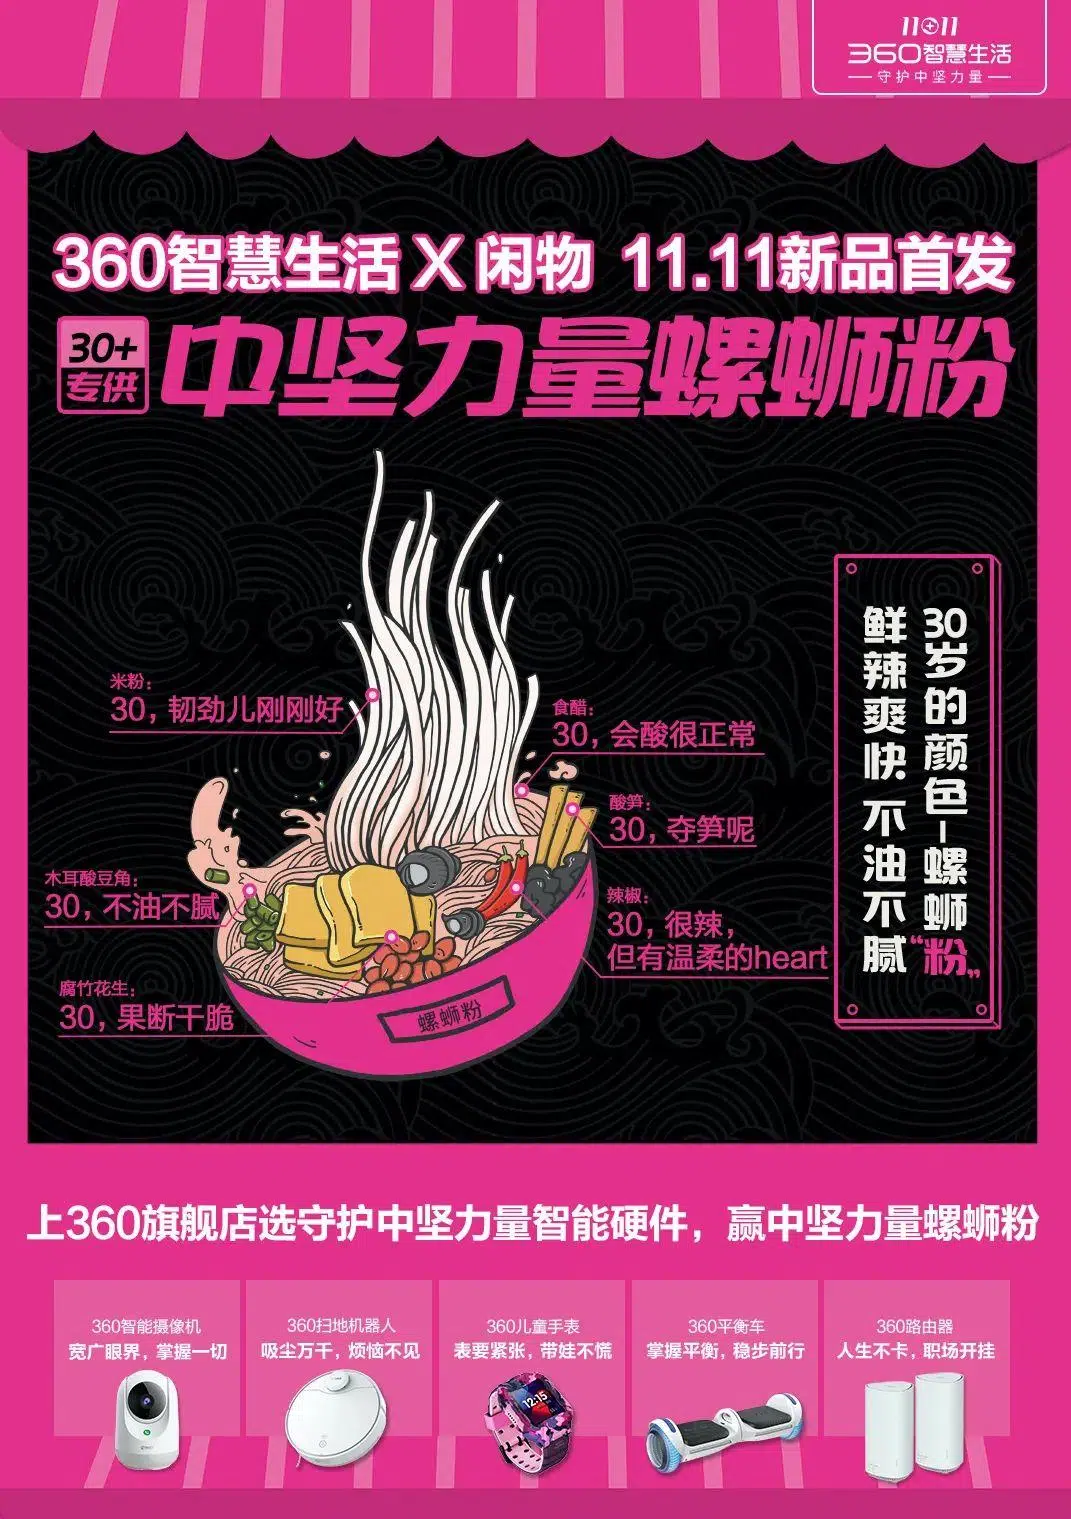 11011
360智慧生活
守护中坚力量
360智慧生活 X 闲物 11.11新品首发
30+
专供
中坚力量螺蛳粉
米粉：
30，韧劲儿刚刚好
食醋：
30，会酸很正常
酸笋：
30，夺笋呢
木耳酸豆角：
30，不油不腻
辣椒：
30，很辣，
但有温柔的heart
腐竹花生：
30，果断干脆
螺蛳粉
30岁的颜色-螺蛳“粉”
鲜辣爽快 不油不腻
上360旗舰店选守护中坚力量智能硬件，赢中坚力量螺蛳粉
360智能摄像机
宽广眼界，掌握一切
360扫地机器人
吸尘万千，烦恼不见
360儿童手表
表要紧张，带娃不慌
12:15
360平衡车
掌握平衡，稳步前行
360路由器
人生不卡，职场开挂